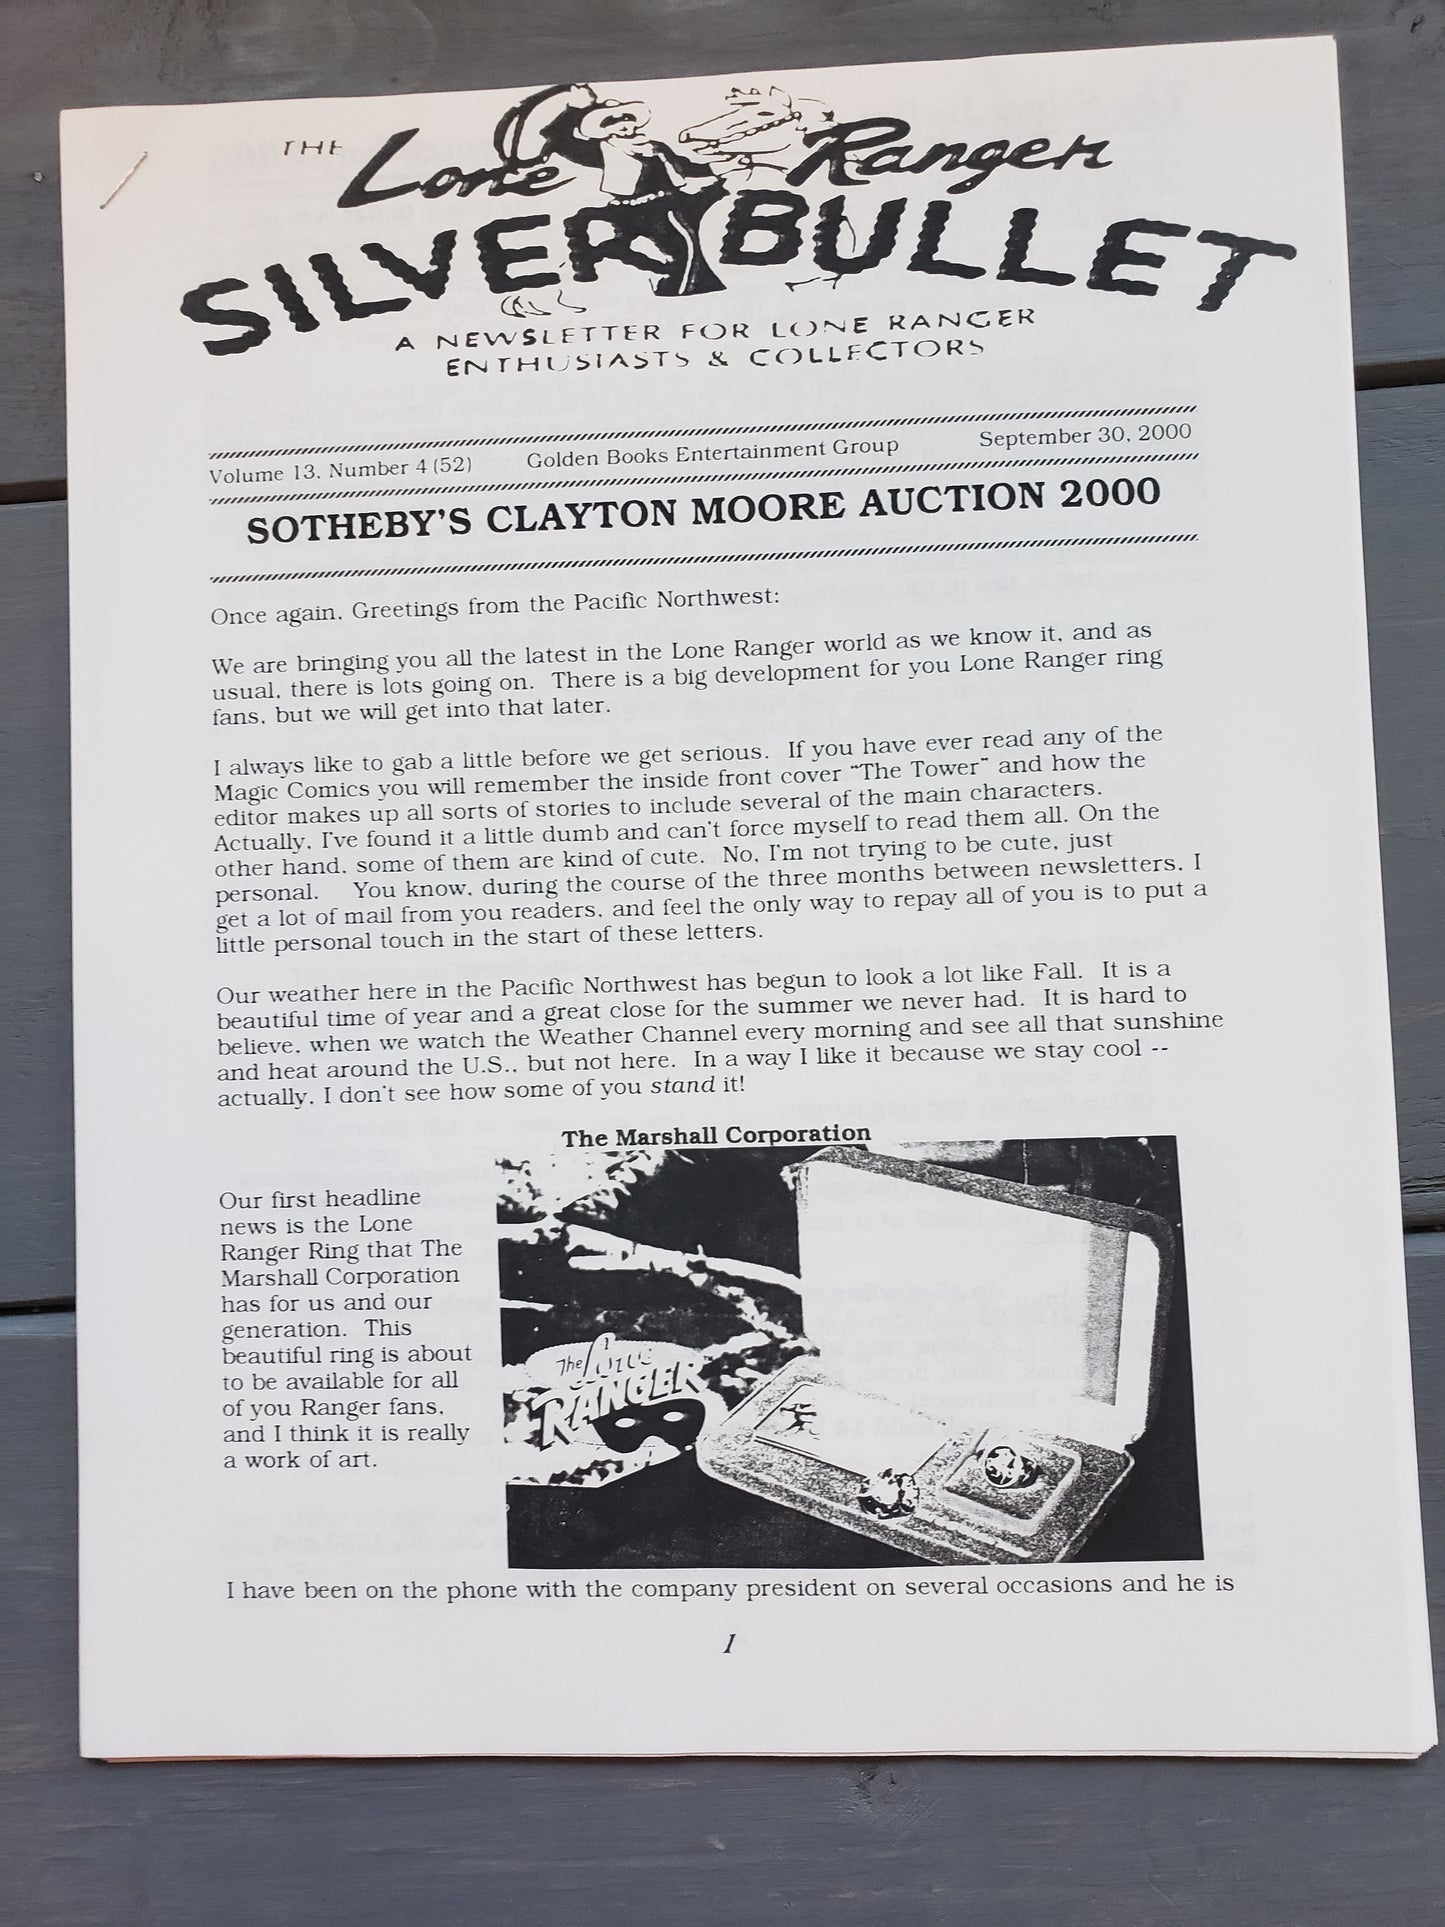 THE Lone Ranger
SILVER BULLET
A NEWSLETTER FOR LONE RANGER
ENTHUSIASTS & COLLECTORS
Volume 13, Number 4 (52) Golden Books Entertainment Group September 30, 2000
SOTHEBY'S CLAYTON MOORE AUCTION 2000
Once again, Greetings from the Pacific Northwest:
We are bringing you all the latest in the Lone Ranger world as we know it, and as
usual, there is lots going on. There is a big development for you Lone Ranger ring
fans, but we will get into that later.
I always like to gab a little before we get serious. If you have ever read any of the
Magic Comics you will remember the inside front cover "The Tower" and how the
editor makes up all sorts of stories to include several of the main characters.
Actually, I've found it a little dumb and can't force myself to read them all. On the
other hand, some of them are kind of cute. No, I'm not trying to be cute, just
personal. You know, during the course of the three months between newsletters, I
get a lot of mail from you readers, and feel the only way to repay all of you is to put a
little personal touch in the start of these letters.
Our weather here in the Pacific Northwest has begun to look a lot like Fall. It is a
beautiful time of year and a great close for the summer we never had. It is hard to
believe, when we watch the Weather Channel every morning and see all that sunshine
and heat around the U.S., but not here. In a way I like it because we stay cool --
actually, I don't see how some of you stand it!
The Marshall Corporation
Our first headline
news is the Lone
Ranger Ring that The
Marshall Corporation
has for us and our
generation. This
beautiful ring is about
to be available for all
of you Ranger fans,
and I think it is really
a work of art.
The Lone
RANGER
I have been on the phone with the company president on several occasions and he is
1